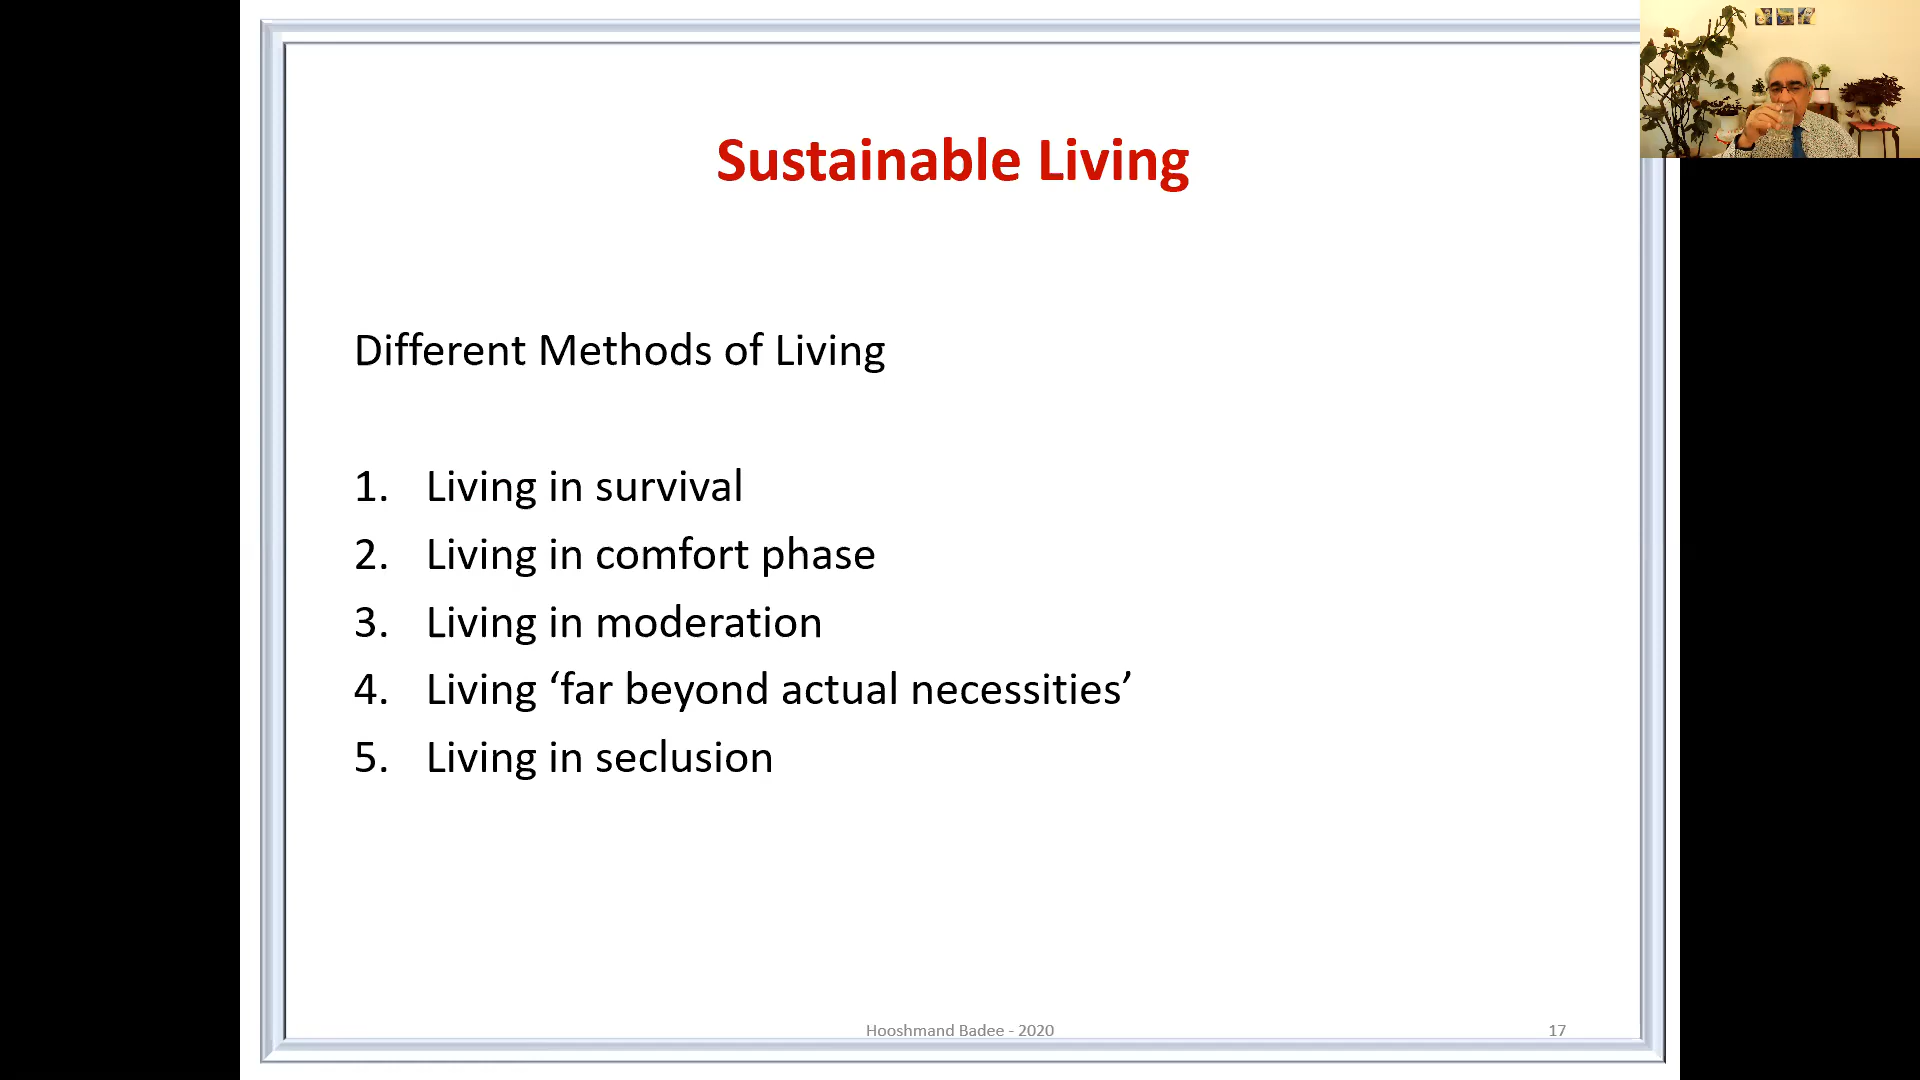 Sustainable Living
Different Methods of Living
1. Living in survival
2. Living in comfort phase
3. Living in moderation
4. Living ‘far beyond actual necessities’
5. Living in seclusion
Hooshmand Badee - 2020
17